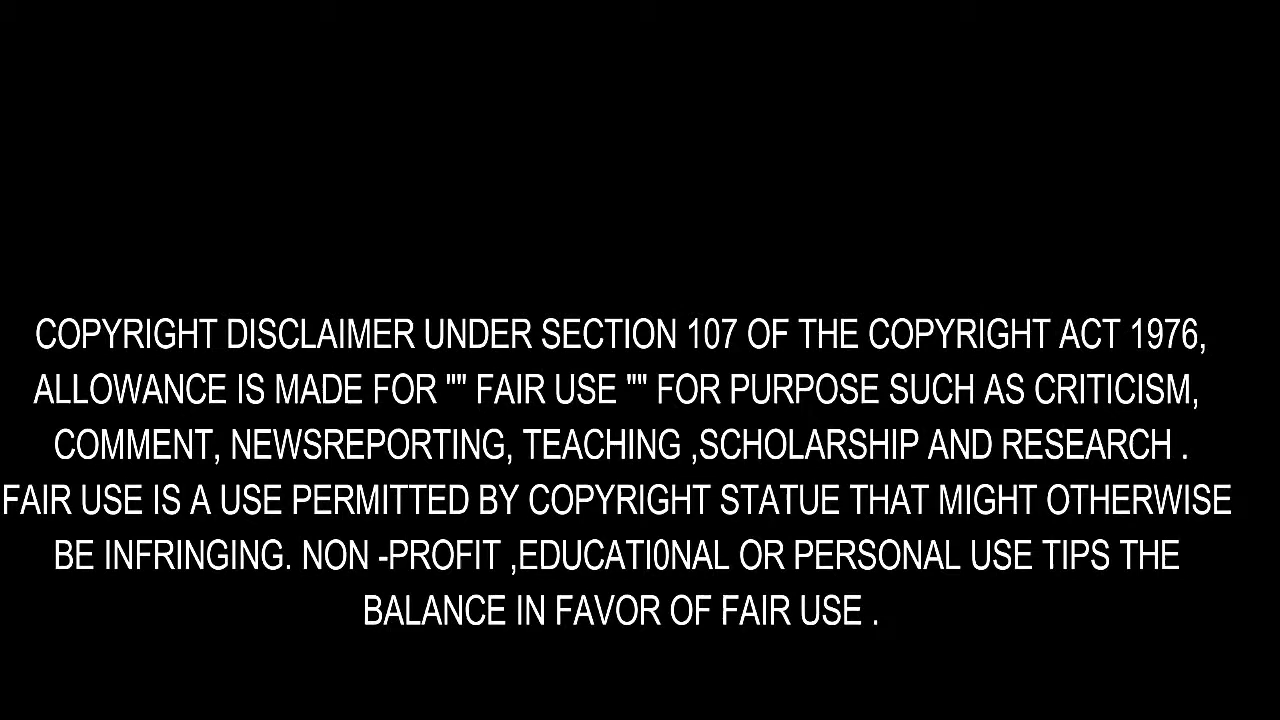 COPYRIGHT DISCLAIMER UNDER SECTION 107 OF THE COPYRIGHT ACT 1976,
ALLOWANCE IS MADE FOR "" FAIR USE "" FOR PURPOSE SUCH AS CRITICISM,
COMMENT, NEWSREPORTING, TEACHING ,SCHOLARSHIP AND RESEARCH .
FAIR USE IS A USE PERMITTED BY COPYRIGHT STATUE THAT MIGHT OTHERWISE
BE INFRINGING. NON -PROFIT ,EDUCATI0NAL OR PERSONAL USE TIPS THE
BALANCE IN FAVOR OF FAIR USE .